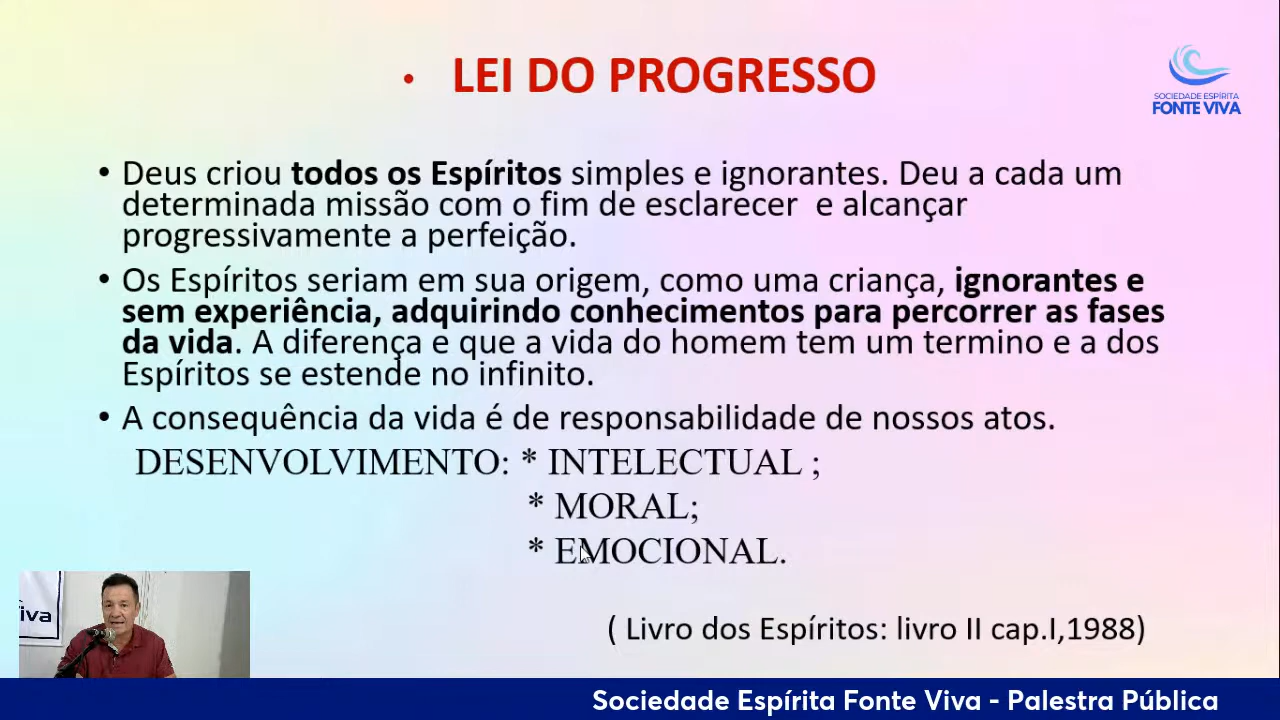 • LEI DO PROGRESSO
SOCIEDADE ESPÍRITA
FONTE VIVA
• Deus criou todos os Espíritos simples e ignorantes. Deu a cada um
determinada missão com o fim de esclarecer e alcançar
progressivamente a perfeição.
• Os Espíritos seriam em sua origem, como uma criança, ignorantes e
sem experiência, adquirindo conhecimentos para percorrer as fases
da vida. A diferença e que a vida do homem tem um termino e a dos
Espíritos se estende no infinito.
• A consequência da vida é de responsabilidade de nossos atos.
DESENVOLVIMENTO: * INTELECTUAL ;
* MORAL;
* EMOCIONAL.
iva
( Livro dos Espíritos: livro II cap.I,1988)
Sociedade Espírita Fonte Viva - Palestra Pública